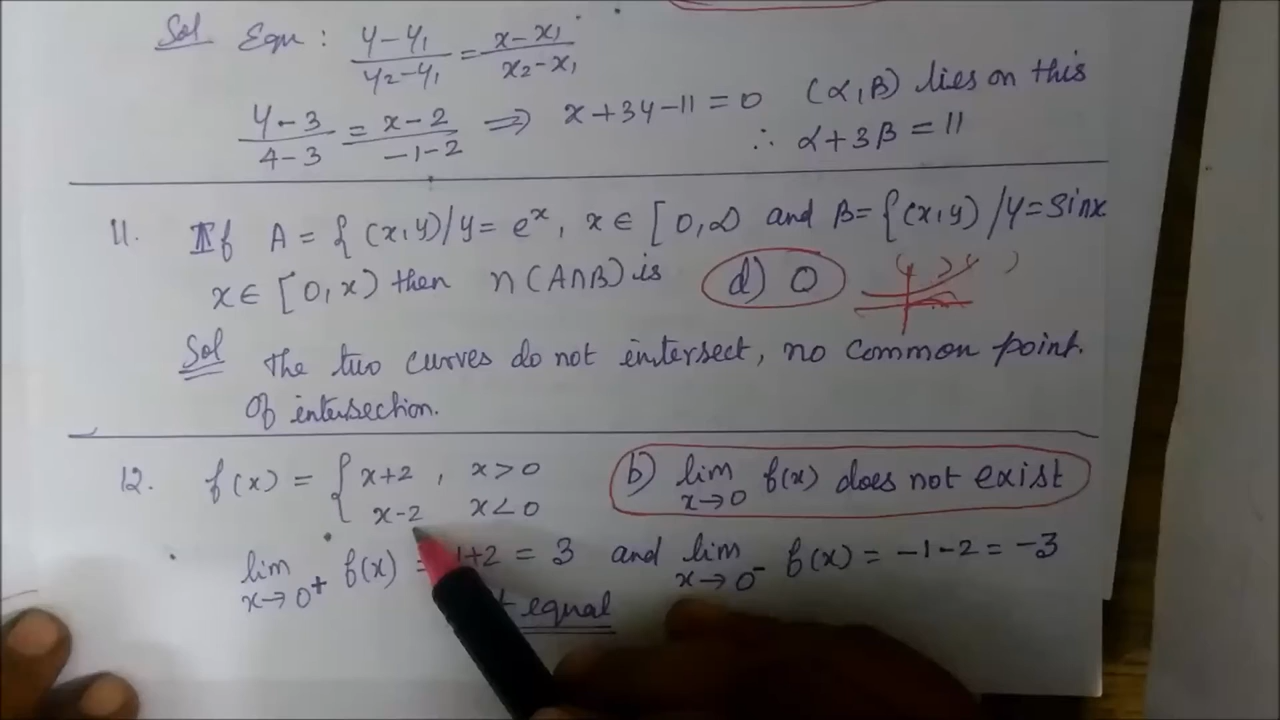 Sol Equ : y-y₁/y₂-y₁ = x-x₁/x₂-x₁
y-3/4-3 = x-2/-1-2 ⇒ x+3y-11=0 (α,β) lies on this
∴ α+3β=11
11. If A = { (x,y)/y = eˣ, x∈ [0,∞ and B={(x,y) /y=sinx
x∈ [0,x) then n(A∩B) is d) 0
Sol The two curves do not intersect, no common point.
Of intersection.
12. f(x) = { x+2 , x>0 b) lim x→0 f(x) does not exist
x-2 x<0
lim x→0⁺ f(x) = 1+2 = 3 and lim x→0⁻ f(x) = -1-2 = -3
equal